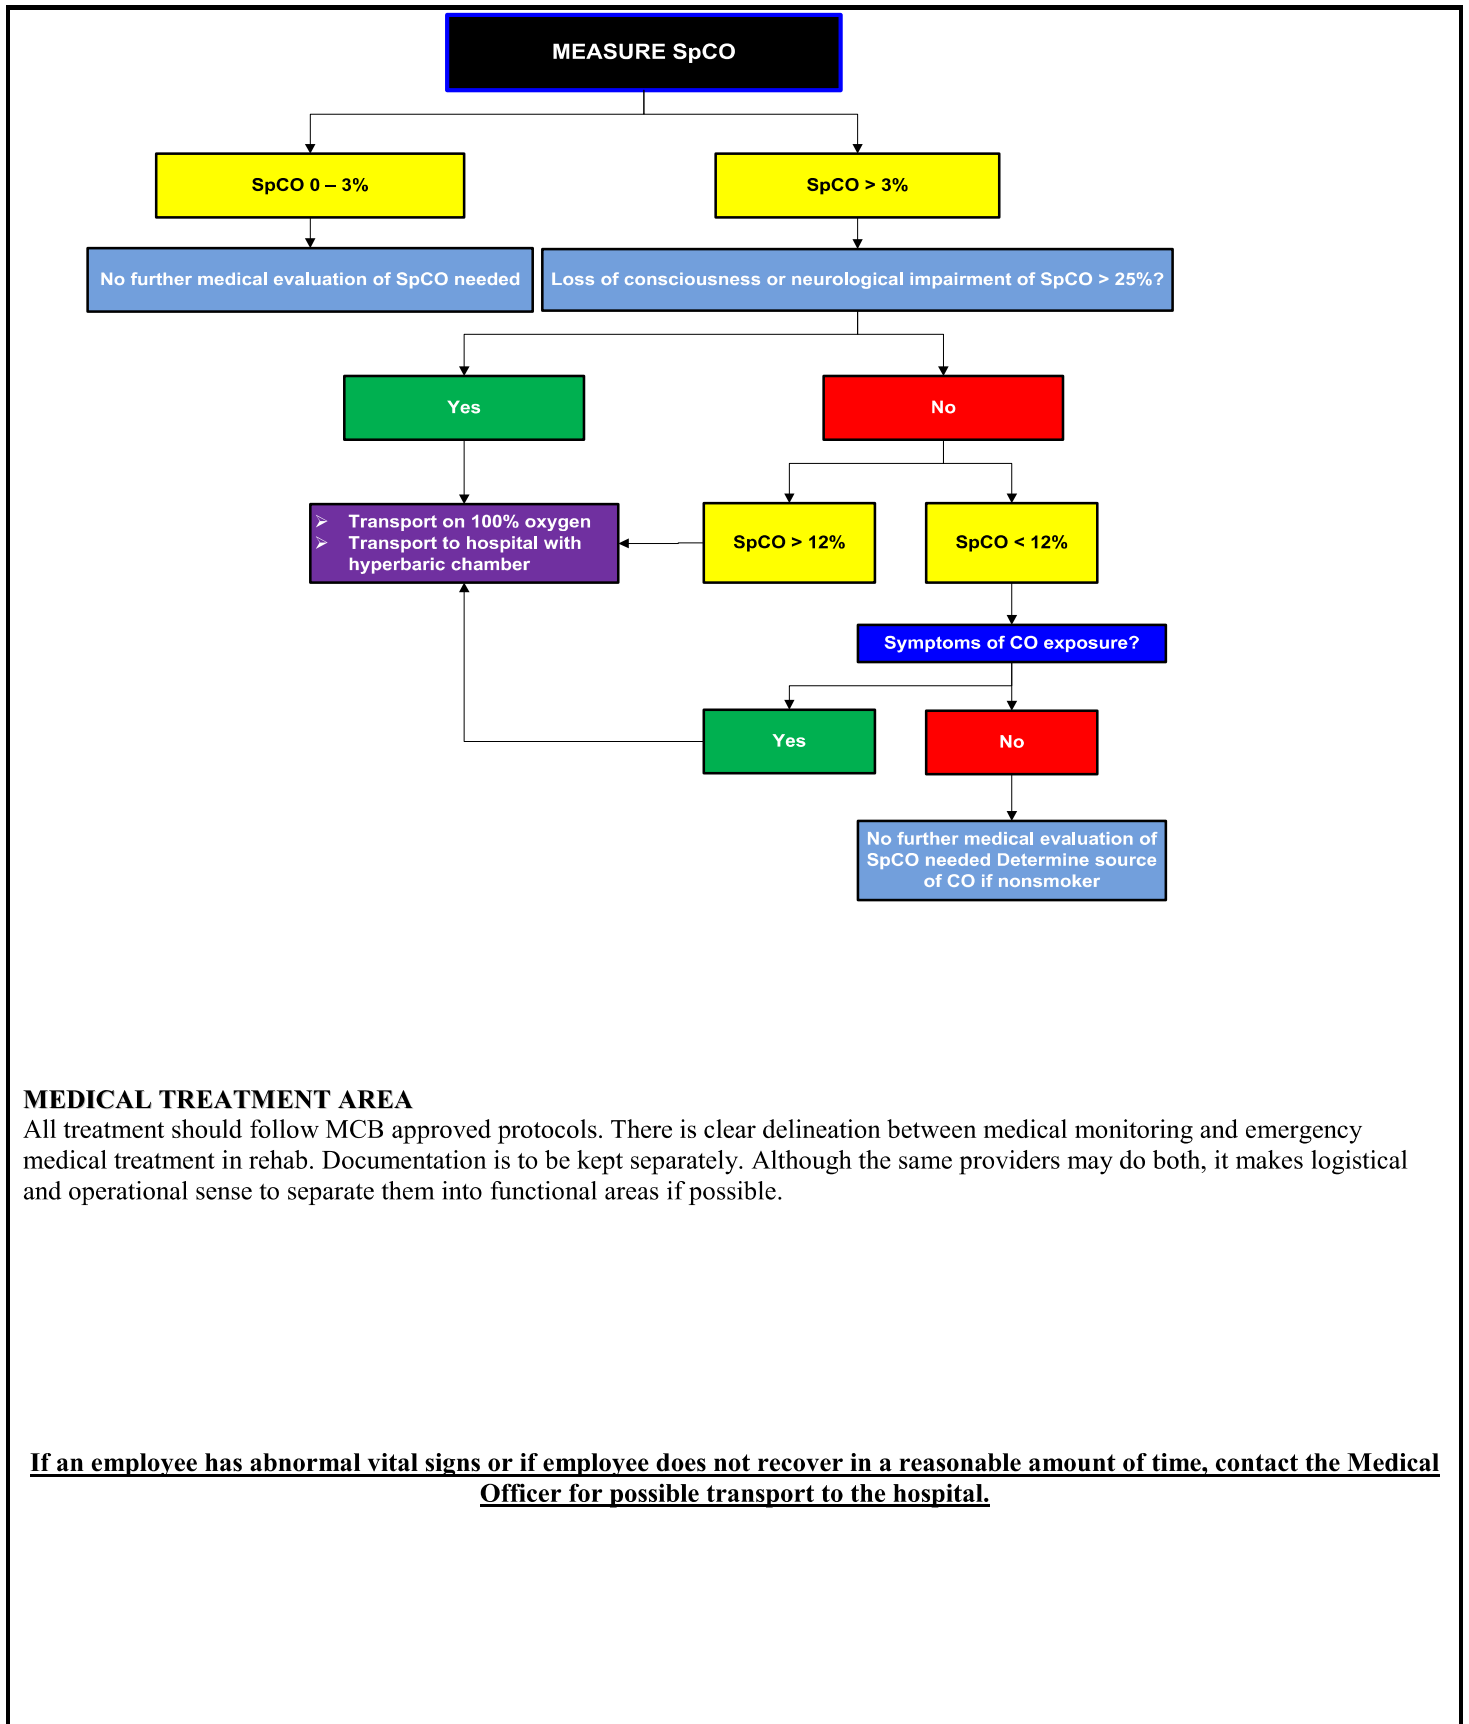 MEASURE SpCO
SpCO 0 – 3%
SpCO > 3%
No further medical evaluation of SpCO needed
Loss of consciousness or neurological impairment of SpCO > 25%?
Yes
No
➢ Transport on 100% oxygen
➢ Transport to hospital with
hyperbaric chamber
SpCO > 12%
SpCO < 12%
Symptoms of CO exposure?
Yes
No
No further medical evaluation of
SpCO needed Determine source
of CO if nonsmoker
MEDICAL TREATMENT AREA
All treatment should follow MCB approved protocols. There is clear delineation between medical monitoring and emergency
medical treatment in rehab. Documentation is to be kept separately. Although the same providers may do both, it makes logistical
and operational sense to separate them into functional areas if possible.
If an employee has abnormal vital signs or if employee does not recover in a reasonable amount of time, contact the Medical
Officer for possible transport to the hospital.